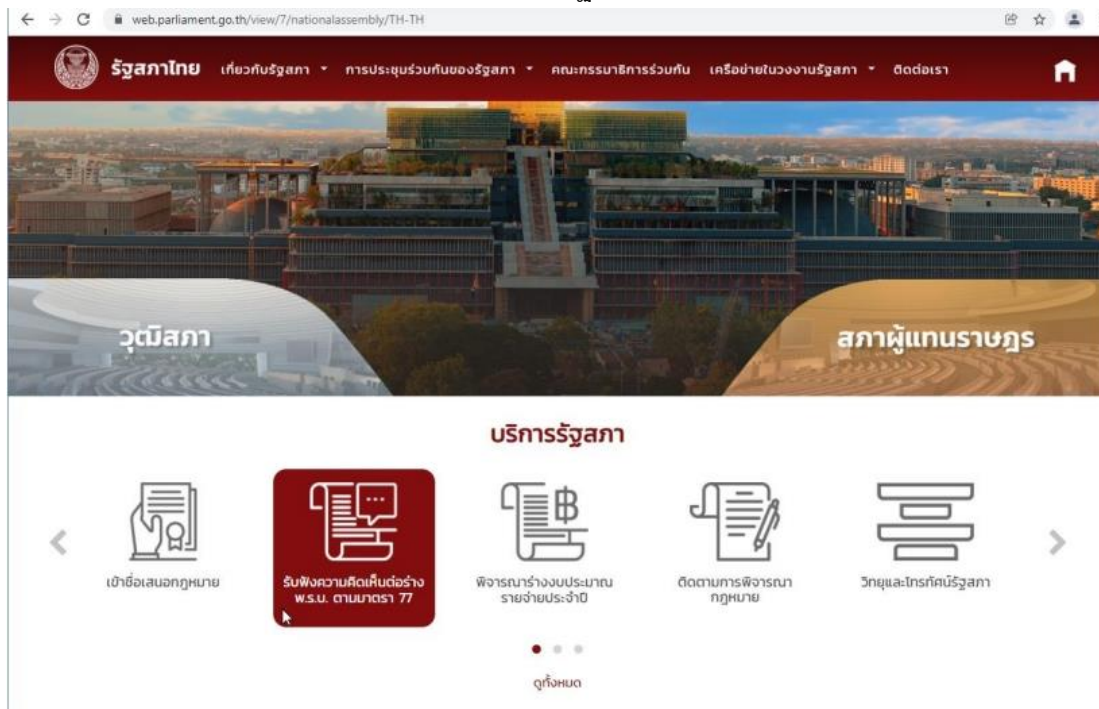 web.parliament.go.th/view/7/nationalassembly/TH-TH
รัฐสภาไทย เกี่ยวกับรัฐสภา การประชุมร่วมกันของรัฐสภา คณะกรรมาธิการร่วมกัน เครือข่ายในวงงานรัฐสภา ติดต่อเรา
วุฒิสภา
สภาผู้แทนราษฎร
บริการรัฐสภา
เข้าชื่อเสนอกฎหมาย
รับฟังความคิดเห็นต่อร่าง
พ.ร.บ. ตามมาตรา 77
พิจารณาร่างงบประมาณ
รายจ่ายประจำปี
ติดตามการพิจารณา
กฎหมาย
วิทยุและโทรทัศน์รัฐสภา
ดูทั้งหมด